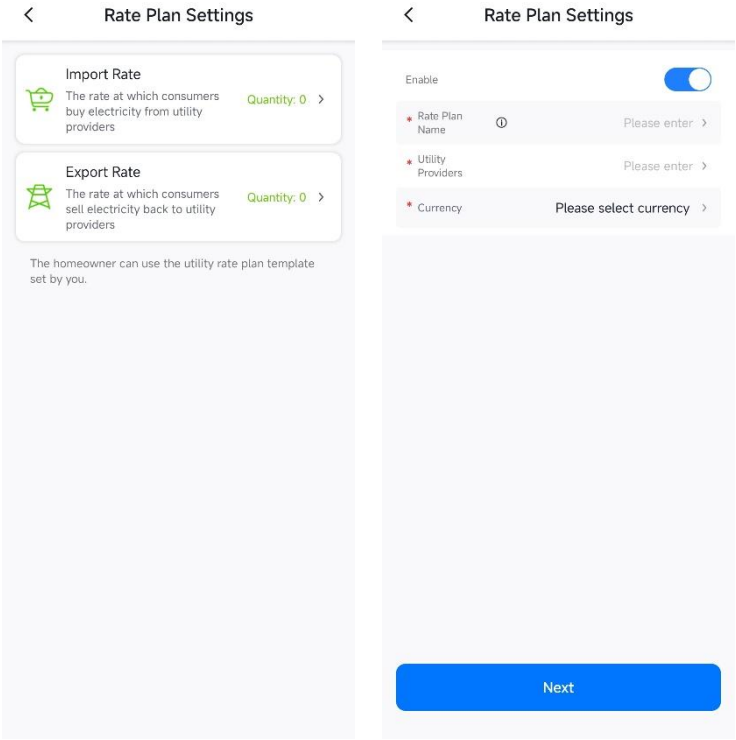 Rate Plan Settings
Import Rate
The rate at which consumers
buy electricity from utility
providers
Quantity: 0
Export Rate
The rate at which consumers
sell electricity back to utility
providers
Quantity: 0
The homeowner can use the utility rate plan template
set by you.
Rate Plan Settings
Enable
* Rate Plan
Name
Please enter
* Utility
Providers
Please enter
* Currency
Please select currency
Next